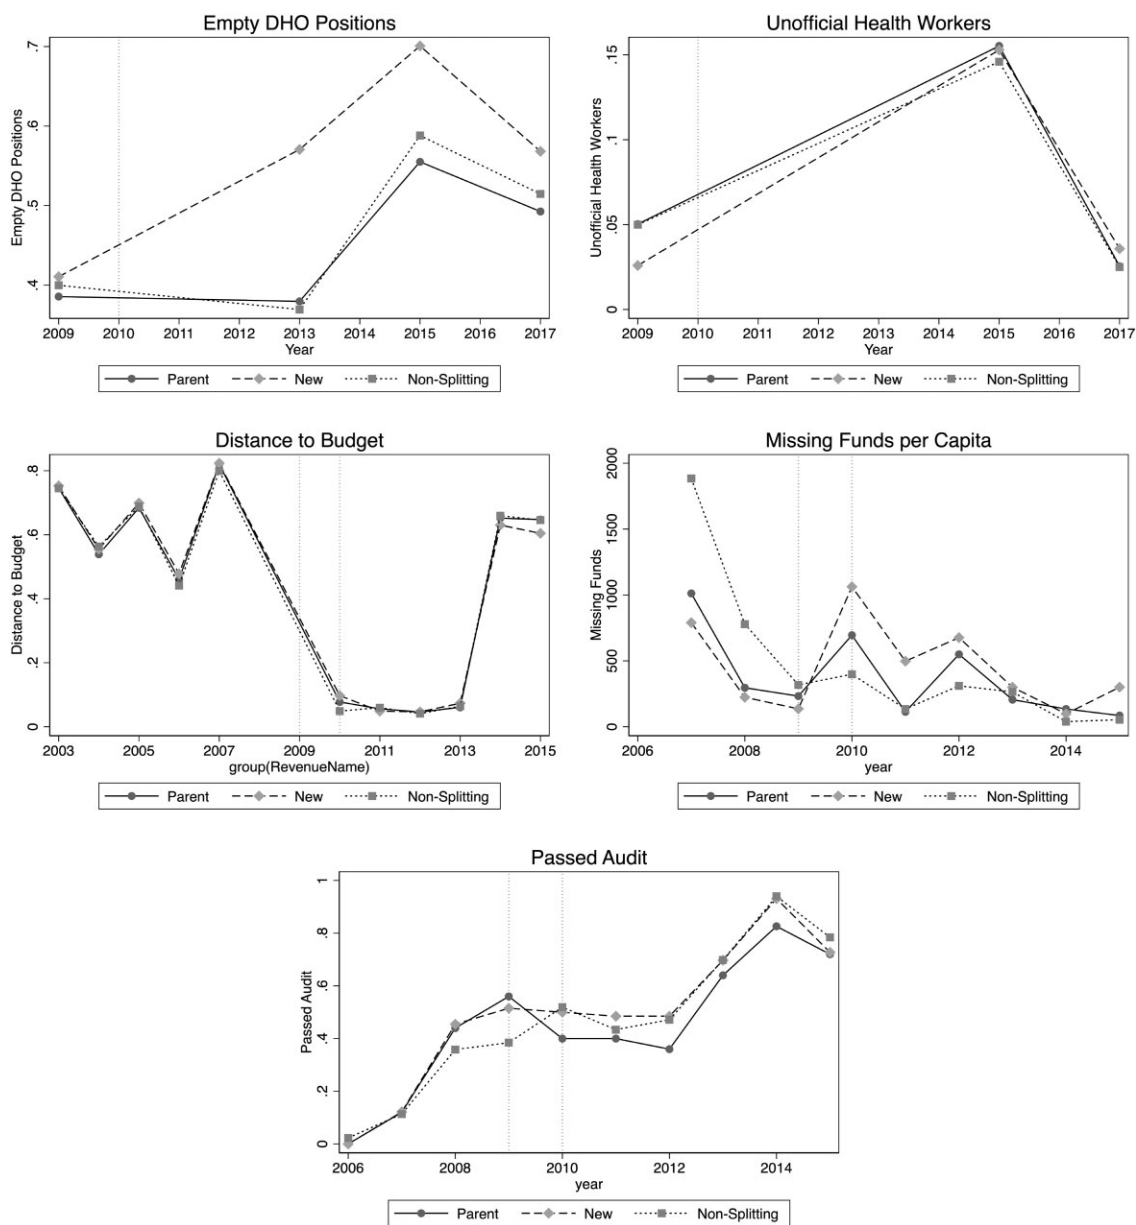 Empty DHO Positions
Empty DHO Positions
.4 .5 .6 .7
2009 2010 2011 2012 2013 2014 2015 2016 2017
Year
Parent New Non-Splitting
Unofficial Health Workers
Unofficial Health Workers
0 .05 .1 .15
2009 2010 2011 2012 2013 2014 2015 2016 2017
Year
Parent New Non-Splitting
Distance to Budget
Distance to Budget
0 .2 .4 .6 .8
2003 2005 2007 2009 2011 2013 2015
group(RevenueName)
Parent New Non-Splitting
Missing Funds per Capita
Missing Funds
0 500 1000 1500 2000
2006 2008 2010 2012 2014
year
Parent New Non-Splitting
Passed Audit
Passed Audit
0 .2 .4 .6 .8 1
2006 2008 2010 2012 2014
year
Parent New Non-Splitting